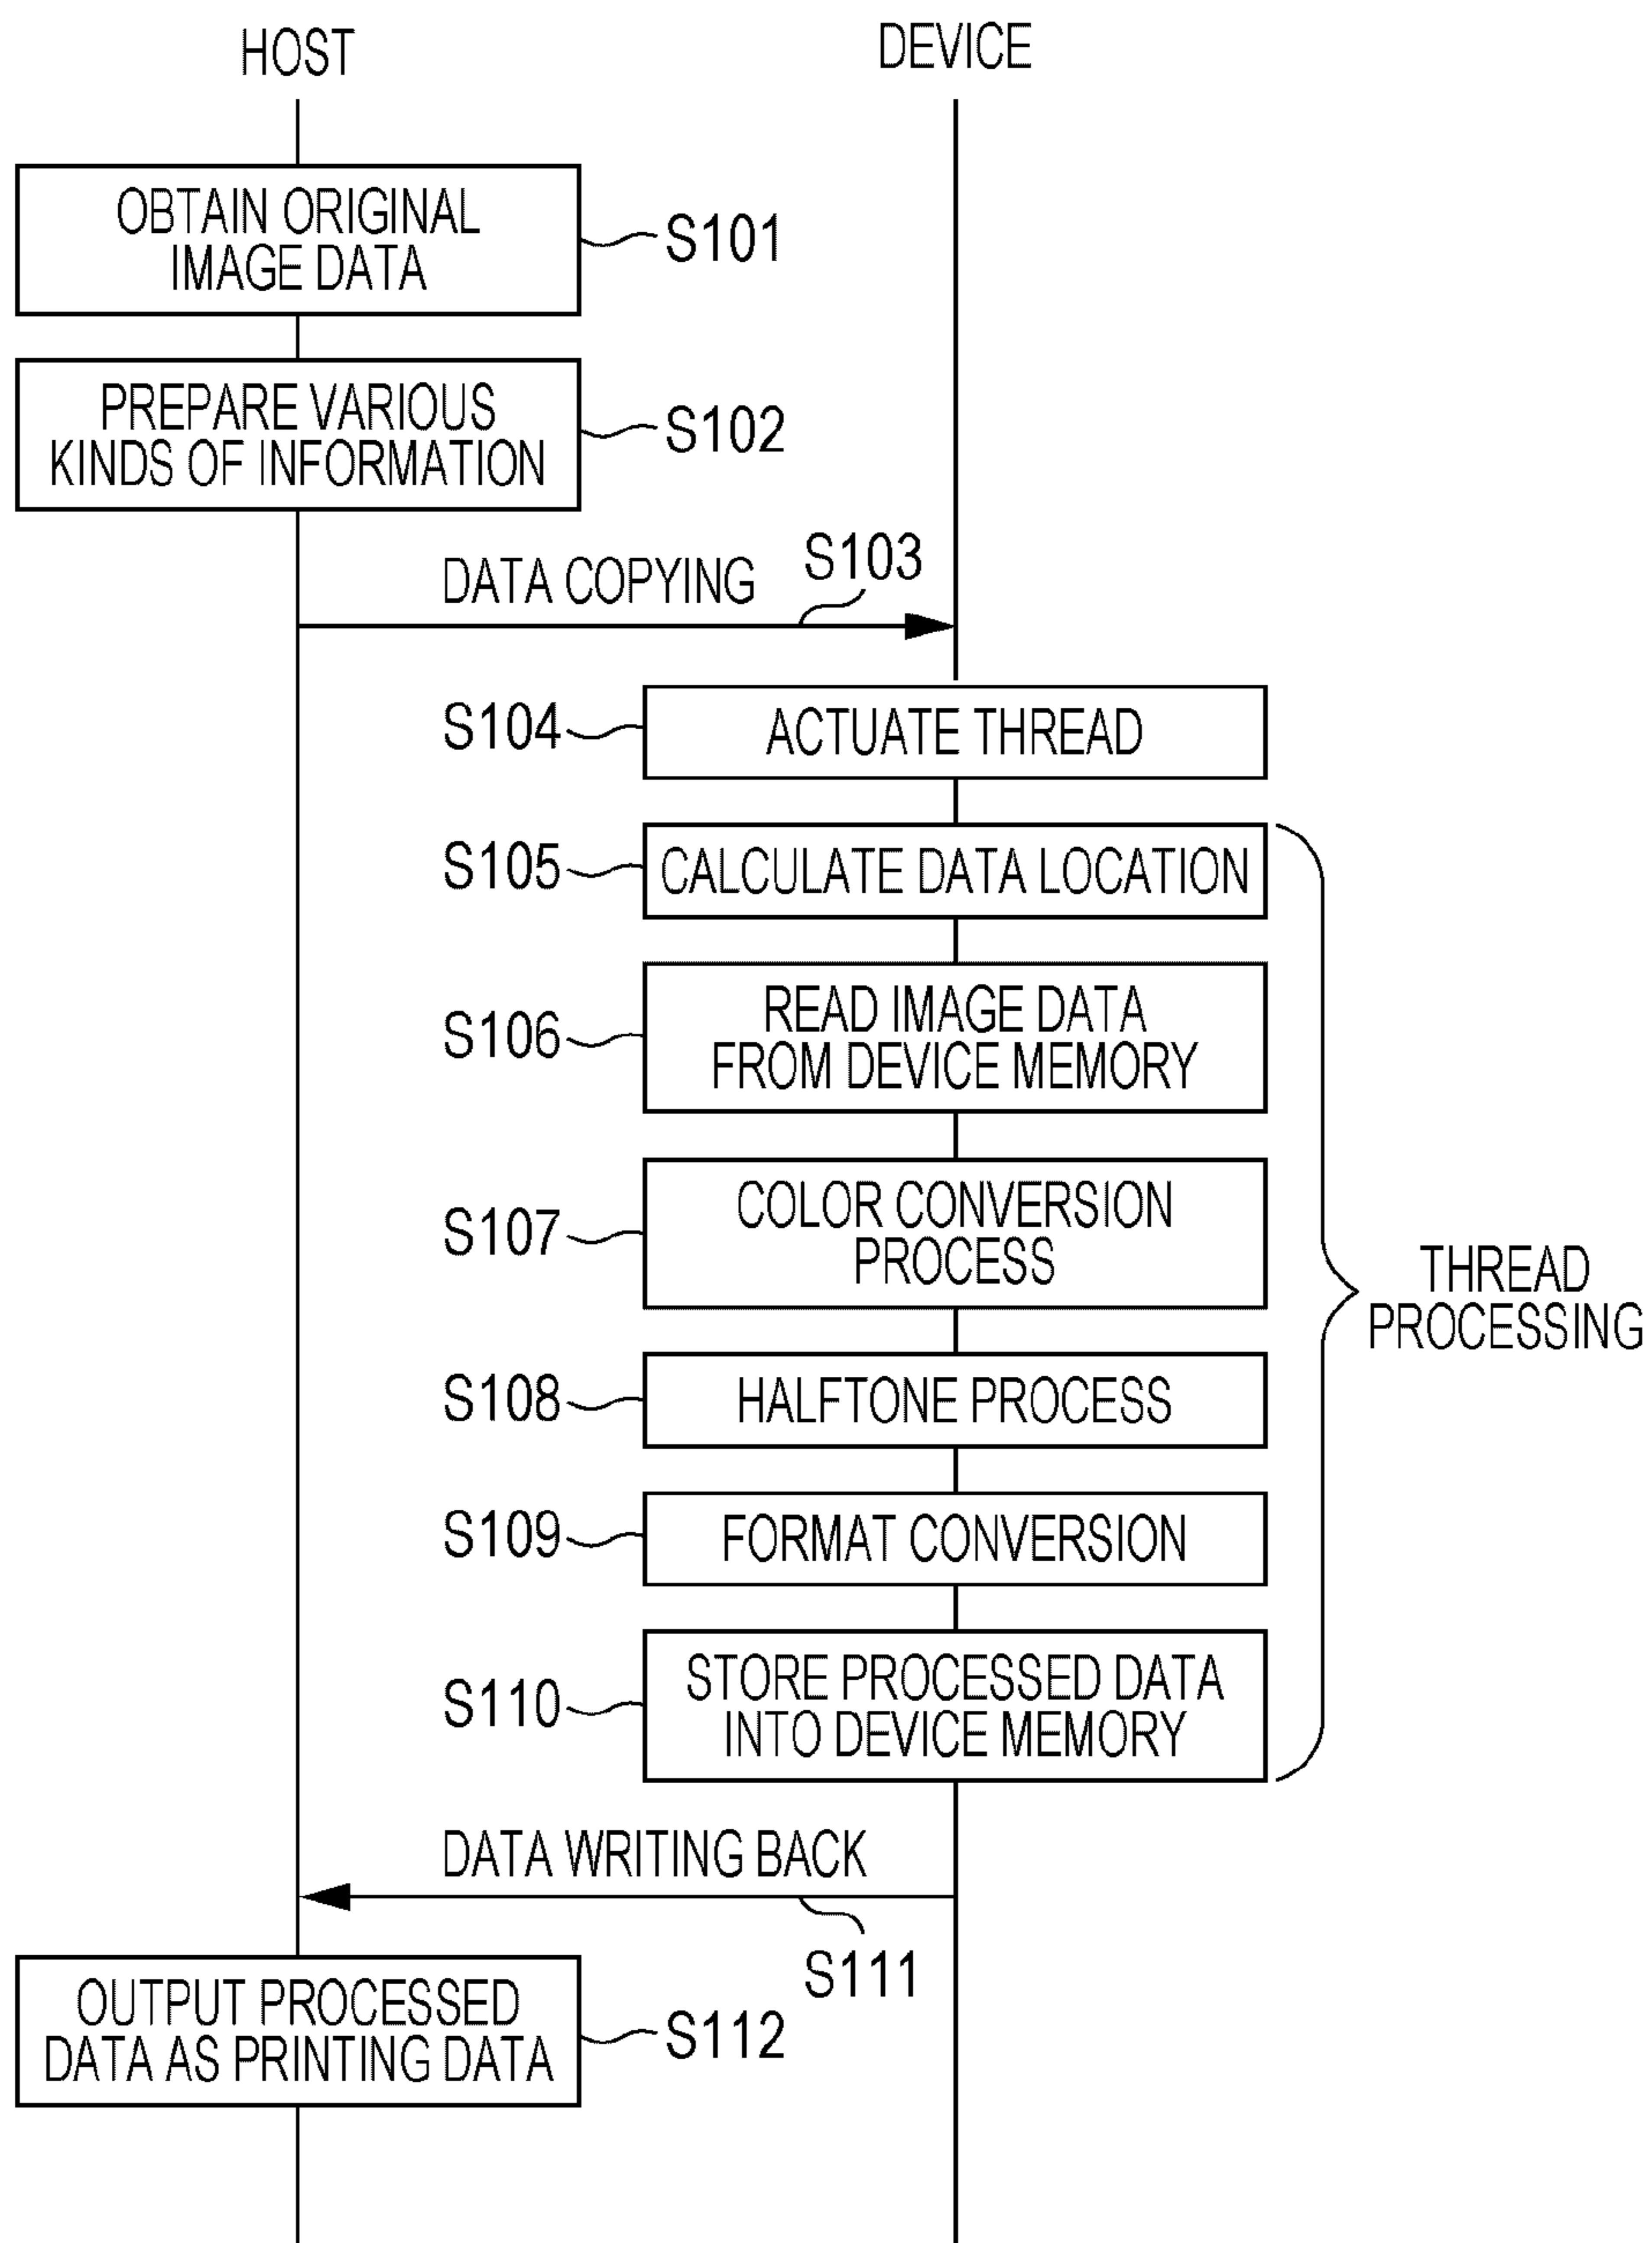 HOST
DEVICE
OBTAIN ORIGINAL
IMAGE DATA
S101
PREPARE VARIOUS
KINDS OF INFORMATION
S102
DATA COPYING
S103
S104
ACTUATE THREAD
S105
CALCULATE DATA LOCATION
S106
READ IMAGE DATA
FROM DEVICE MEMORY
S107
COLOR CONVERSION
PROCESS
THREAD
PROCESSING
S108
HALFTONE PROCESS
S109
FORMAT CONVERSION
S110
STORE PROCESSED DATA
INTO DEVICE MEMORY
DATA WRITING BACK
S111
OUTPUT PROCESSED
DATA AS PRINTING DATA
S112